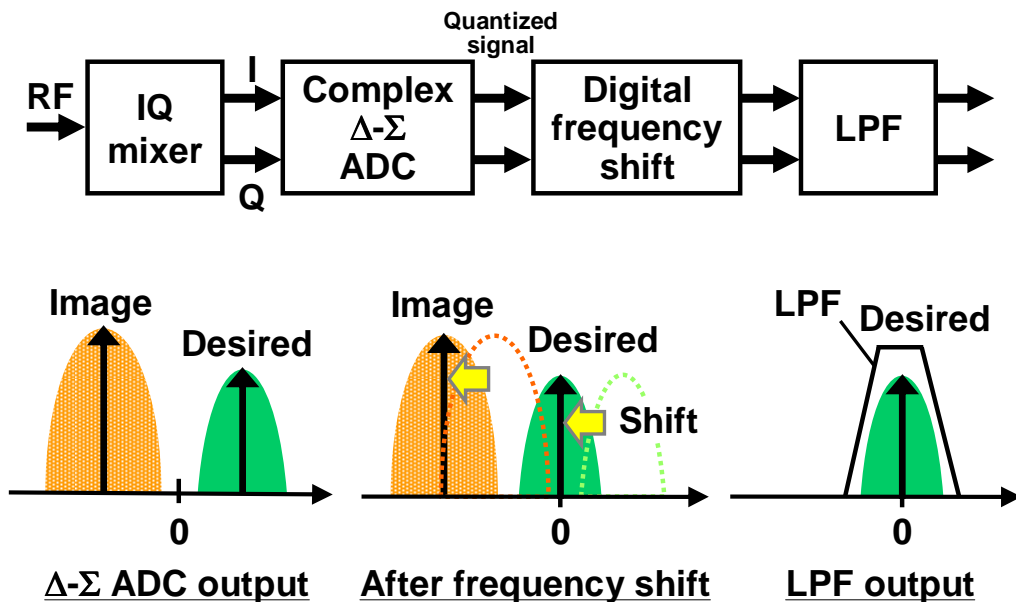 Quantized
signal
RF
IQ
mixer
I
Q
Complex
Δ-Σ
ADC
Digital
frequency
shift
LPF
Image
Desired
0
Δ-Σ ADC output
Image
Desired
Shift
0
After frequency shift
LPF
Desired
0
LPF output